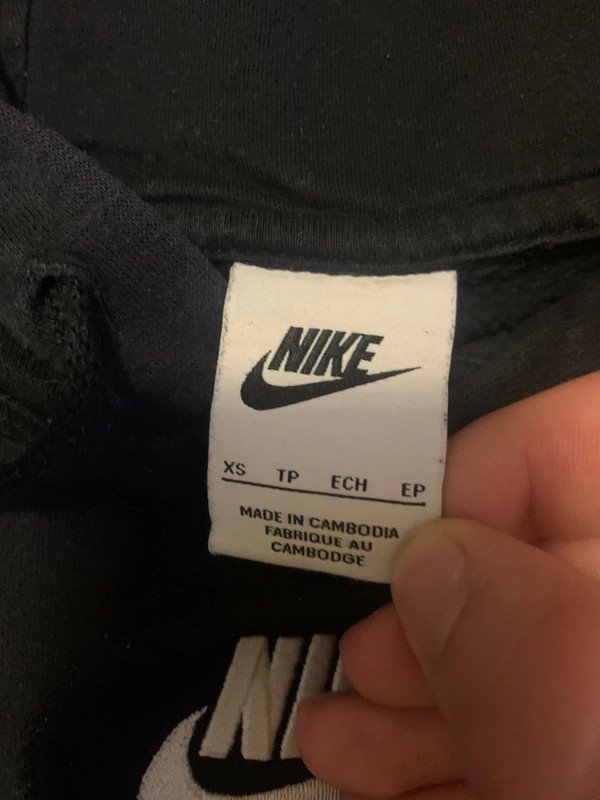 NIKE
XS TP ECH EP
MADE IN CAMBODIA
FABRIQUE AU
CAMBODGE